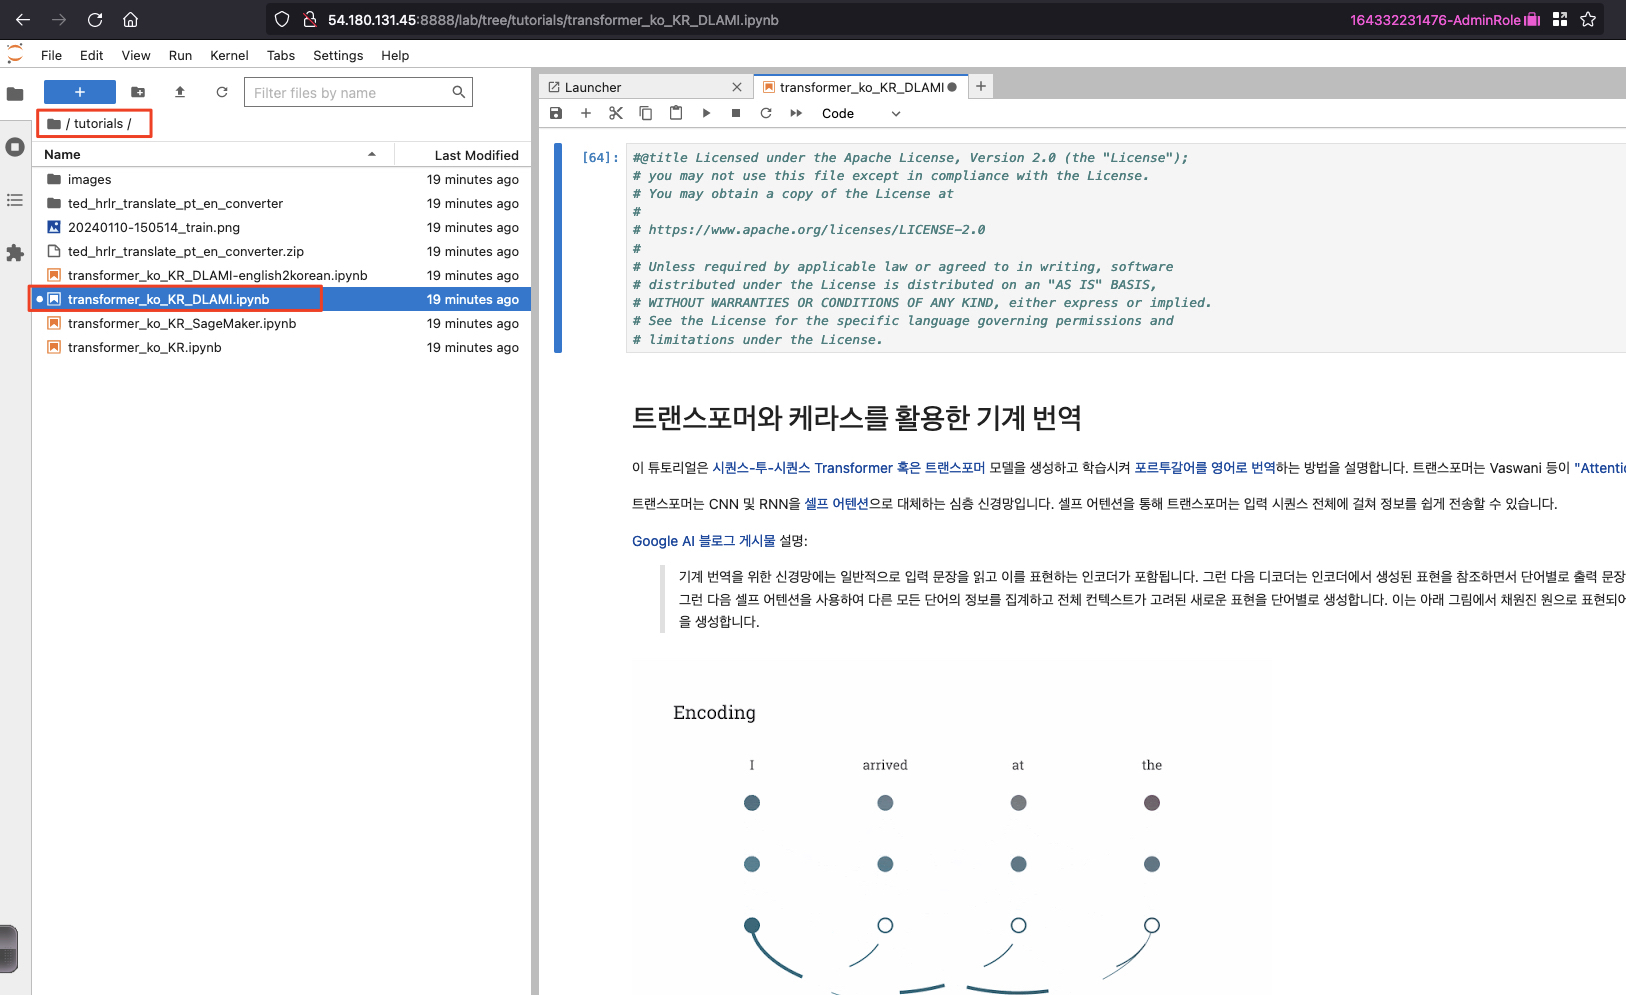 54.180.131.45:8888/lab/tree/tutorials/transformer_ko_KR_DLAMI.ipynb
164332231476-AdminRole
File Edit View Run Kernel Tabs Settings Help
Filter files by name
/ tutorials /
Name Last Modified
images 19 minutes ago
ted_hrlr_translate_pt_en_converter 19 minutes ago
20240110-150514_train.png 19 minutes ago
ted_hrlr_translate_pt_en_converter.zip 19 minutes ago
transformer_ko_KR_DLAMI-english2korean.ipynb 19 minutes ago
transformer_ko_KR_DLAMI.ipynb 19 minutes ago
transformer_ko_KR_SageMaker.ipynb 19 minutes ago
transformer_ko_KR.ipynb 19 minutes ago
Launcher
transformer_ko_KR_DLAMI
Code
[64]: #@title Licensed under the Apache License, Version 2.0 (the "License");
# you may not use this file except in compliance with the License.
# You may obtain a copy of the License at
#
# https://www.apache.org/licenses/LICENSE-2.0
#
# Unless required by applicable law or agreed to in writing, software
# distributed under the License is distributed on an "AS IS" BASIS,
# WITHOUT WARRANTIES OR CONDITIONS OF ANY KIND, either express or implied.
# See the License for the specific language governing permissions and
# limitations under the License.
트랜스포머와 케라스를 활용한 기계 번역
이 튜토리얼은 시퀀스-투-시퀀스 Transformer 혹은 트랜스포머 모델을 생성하고 학습시켜 포르투갈어를 영어로 번역하는 방법을 설명합니다. 트랜스포머는 Vaswani 등이 "Attentio
트랜스포머는 CNN 및 RNN을 셀프 어텐션으로 대체하는 심층 신경망입니다. 셀프 어텐션을 통해 트랜스포머는 입력 시퀀스 전체에 걸쳐 정보를 쉽게 전송할 수 있습니다.
Google AI 블로그 게시물 설명:
기계 번역을 위한 신경망에는 일반적으로 입력 문장을 읽고 이를 표현하는 인코더가 포함됩니다. 그런 다음 디코더는 인코더에서 생성된 표현을 참조하면서 단어별로 출력 문장
그런 다음 셀프 어텐션을 사용하여 다른 모든 단어의 정보를 집계하고 전체 컨텍스트가 고려된 새로운 표현을 단어별로 생성합니다. 이는 아래 그림에서 채원진 원으로 표현되어
을 생성합니다.
Encoding
I arrived at the